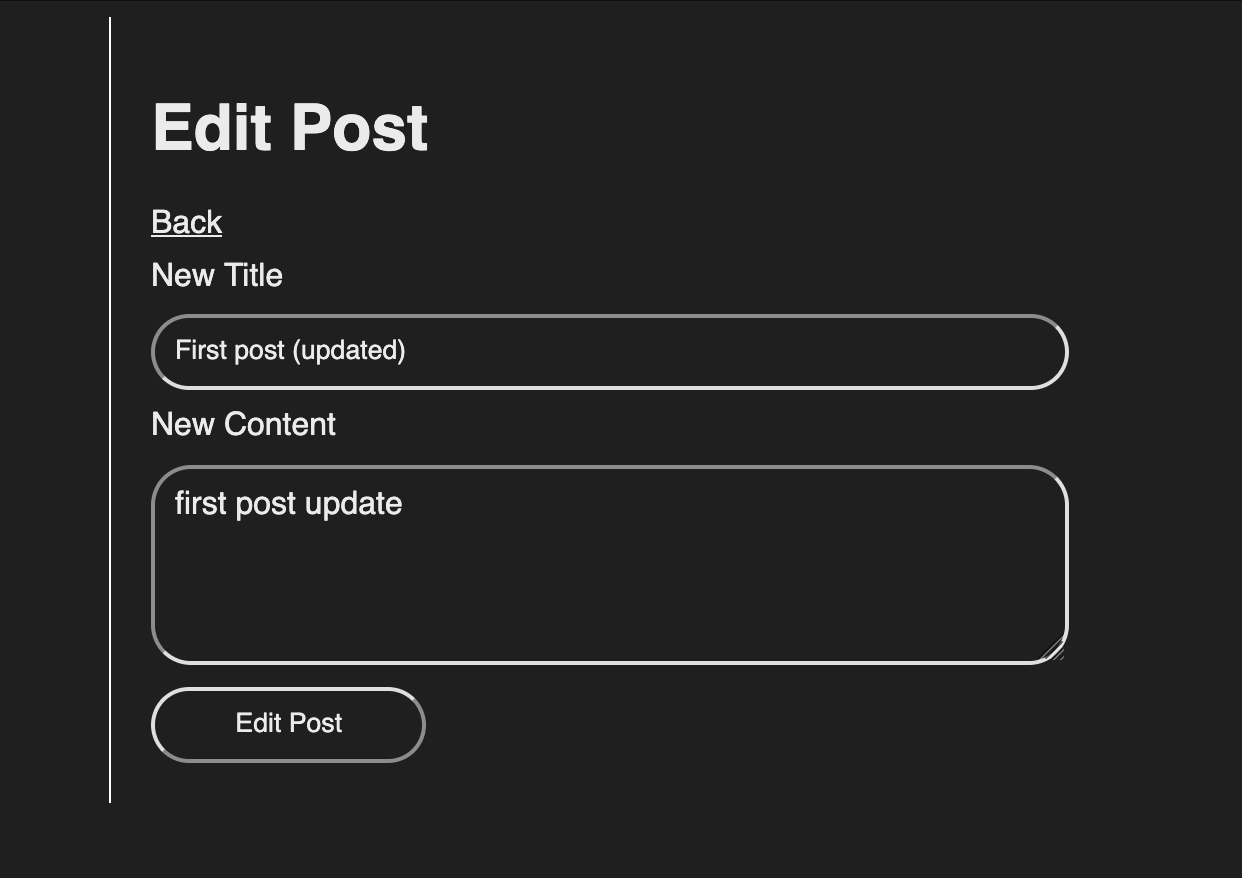 Edit Post
Back
New Title
First post (updated)
New Content
first post update
Edit Post